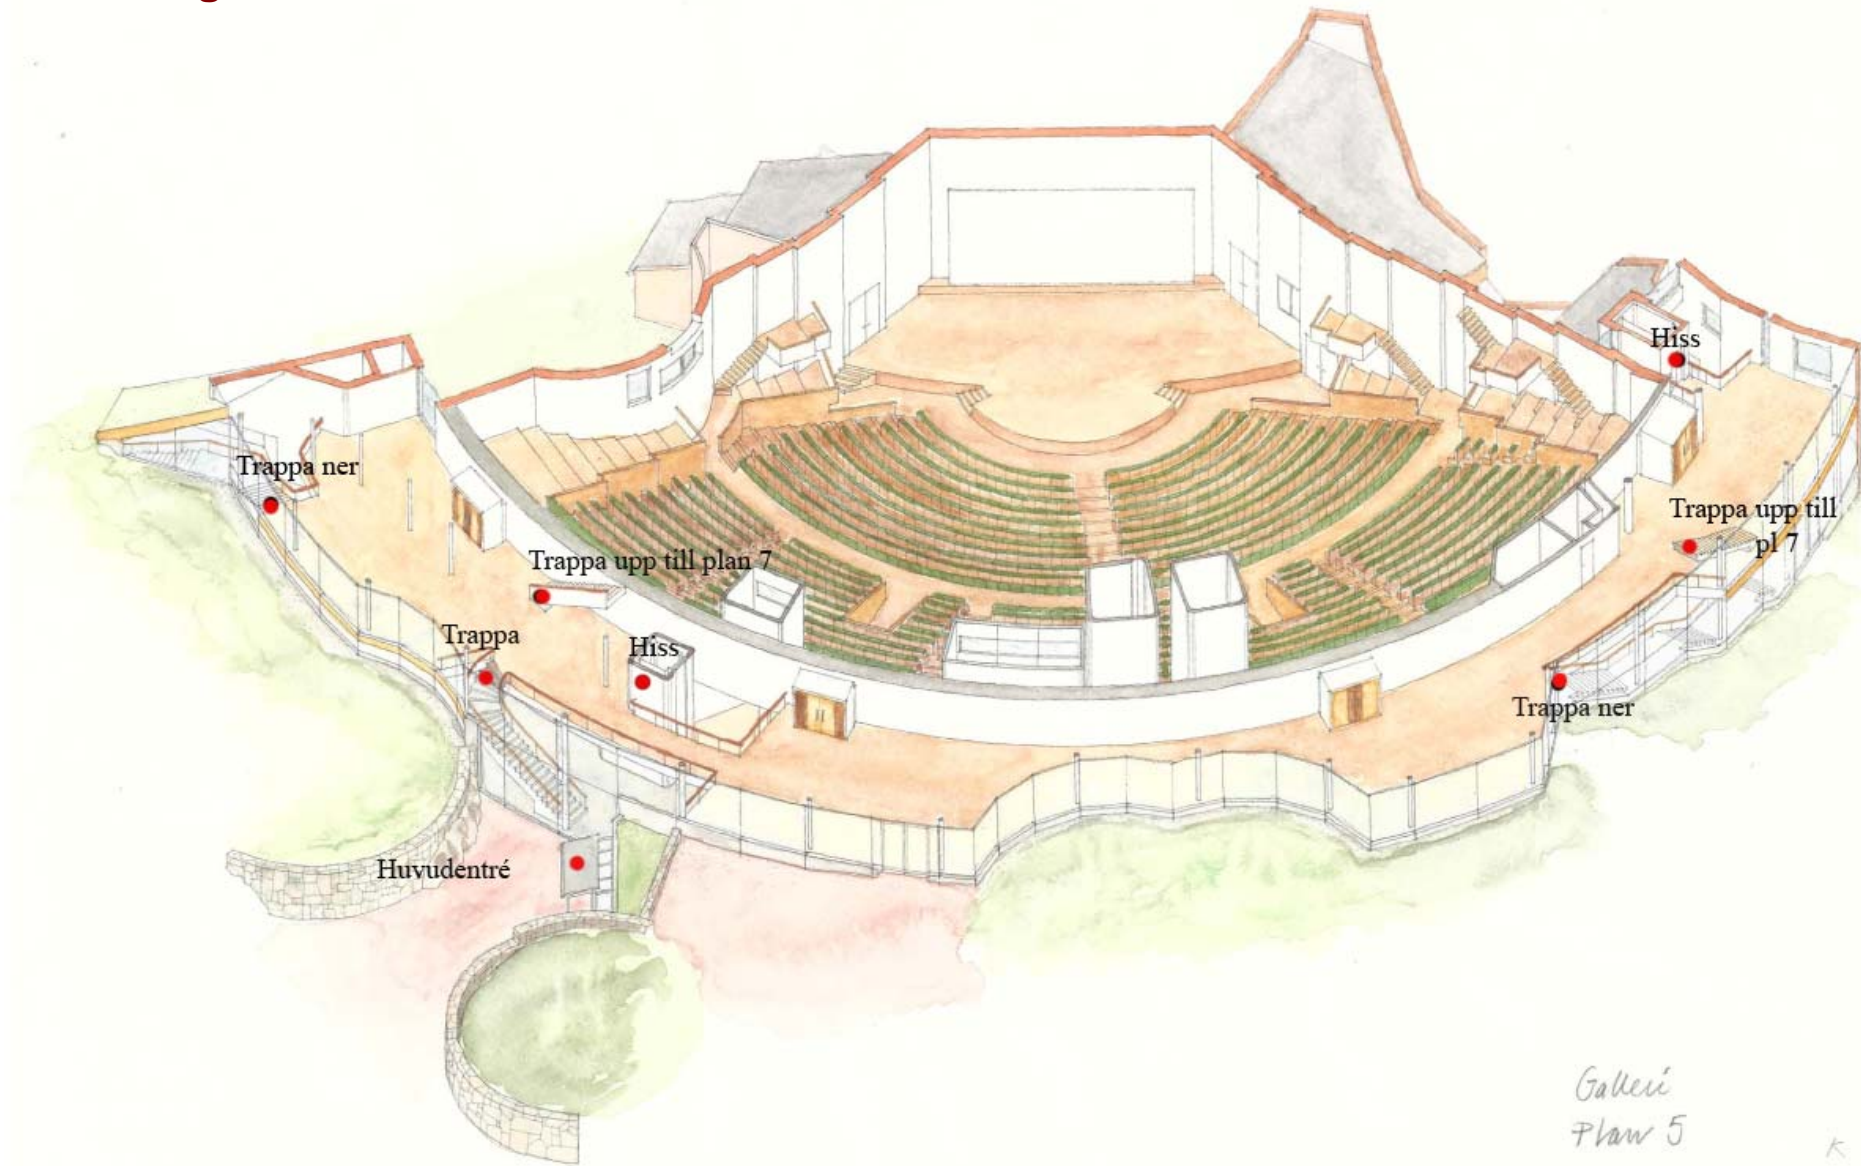 Hiss
Trappa ner
Trappa upp till
pl 7
Trappa upp till plan 7
Trappa
Hiss
Trappa ner
Huvudentré
Galleri
Plan 5
K